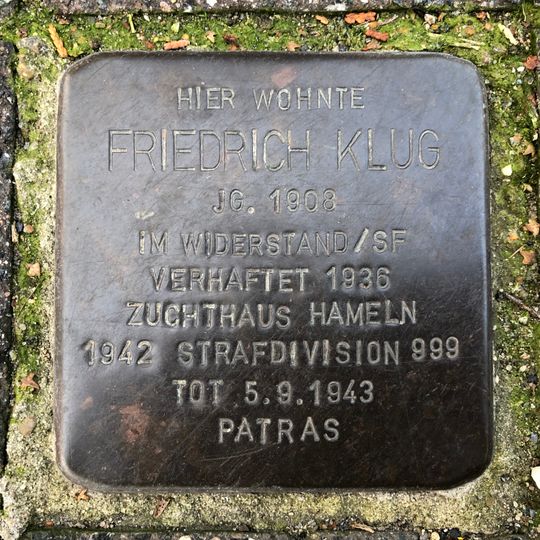 HIER WOHNTE
FRIEDRICH KLUG
JG. 1908
IM WIDERSTAND/SF
VERHAFTET 1936
ZUCHTHAUS HAMELN
1942 STRAFDIVISION 999
TOT 5.9.1943
PATRAS